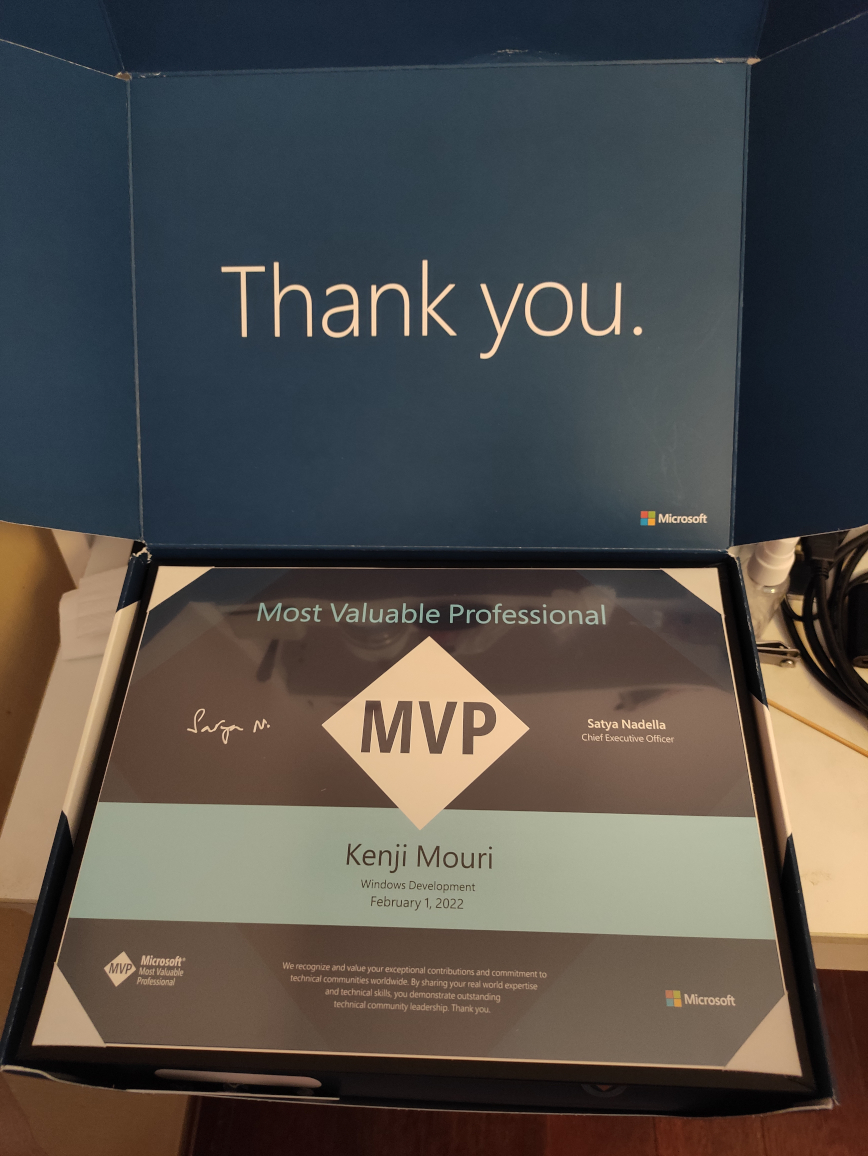 Thank you.
Microsoft
Most Valuable Professional
Satya N.
MVP
Satya Nadella
Chief Executive Officer
Kenji Mouri
Windows Development
February 1, 2022
MVP
Microsoft®
Most Valuable
Professional
We recognize and value your exceptional contributions and commitment to
technical communities worldwide. By sharing your real world expertise
and technical skills, you demonstrate outstanding
technical community leadership. Thank you.
Microsoft